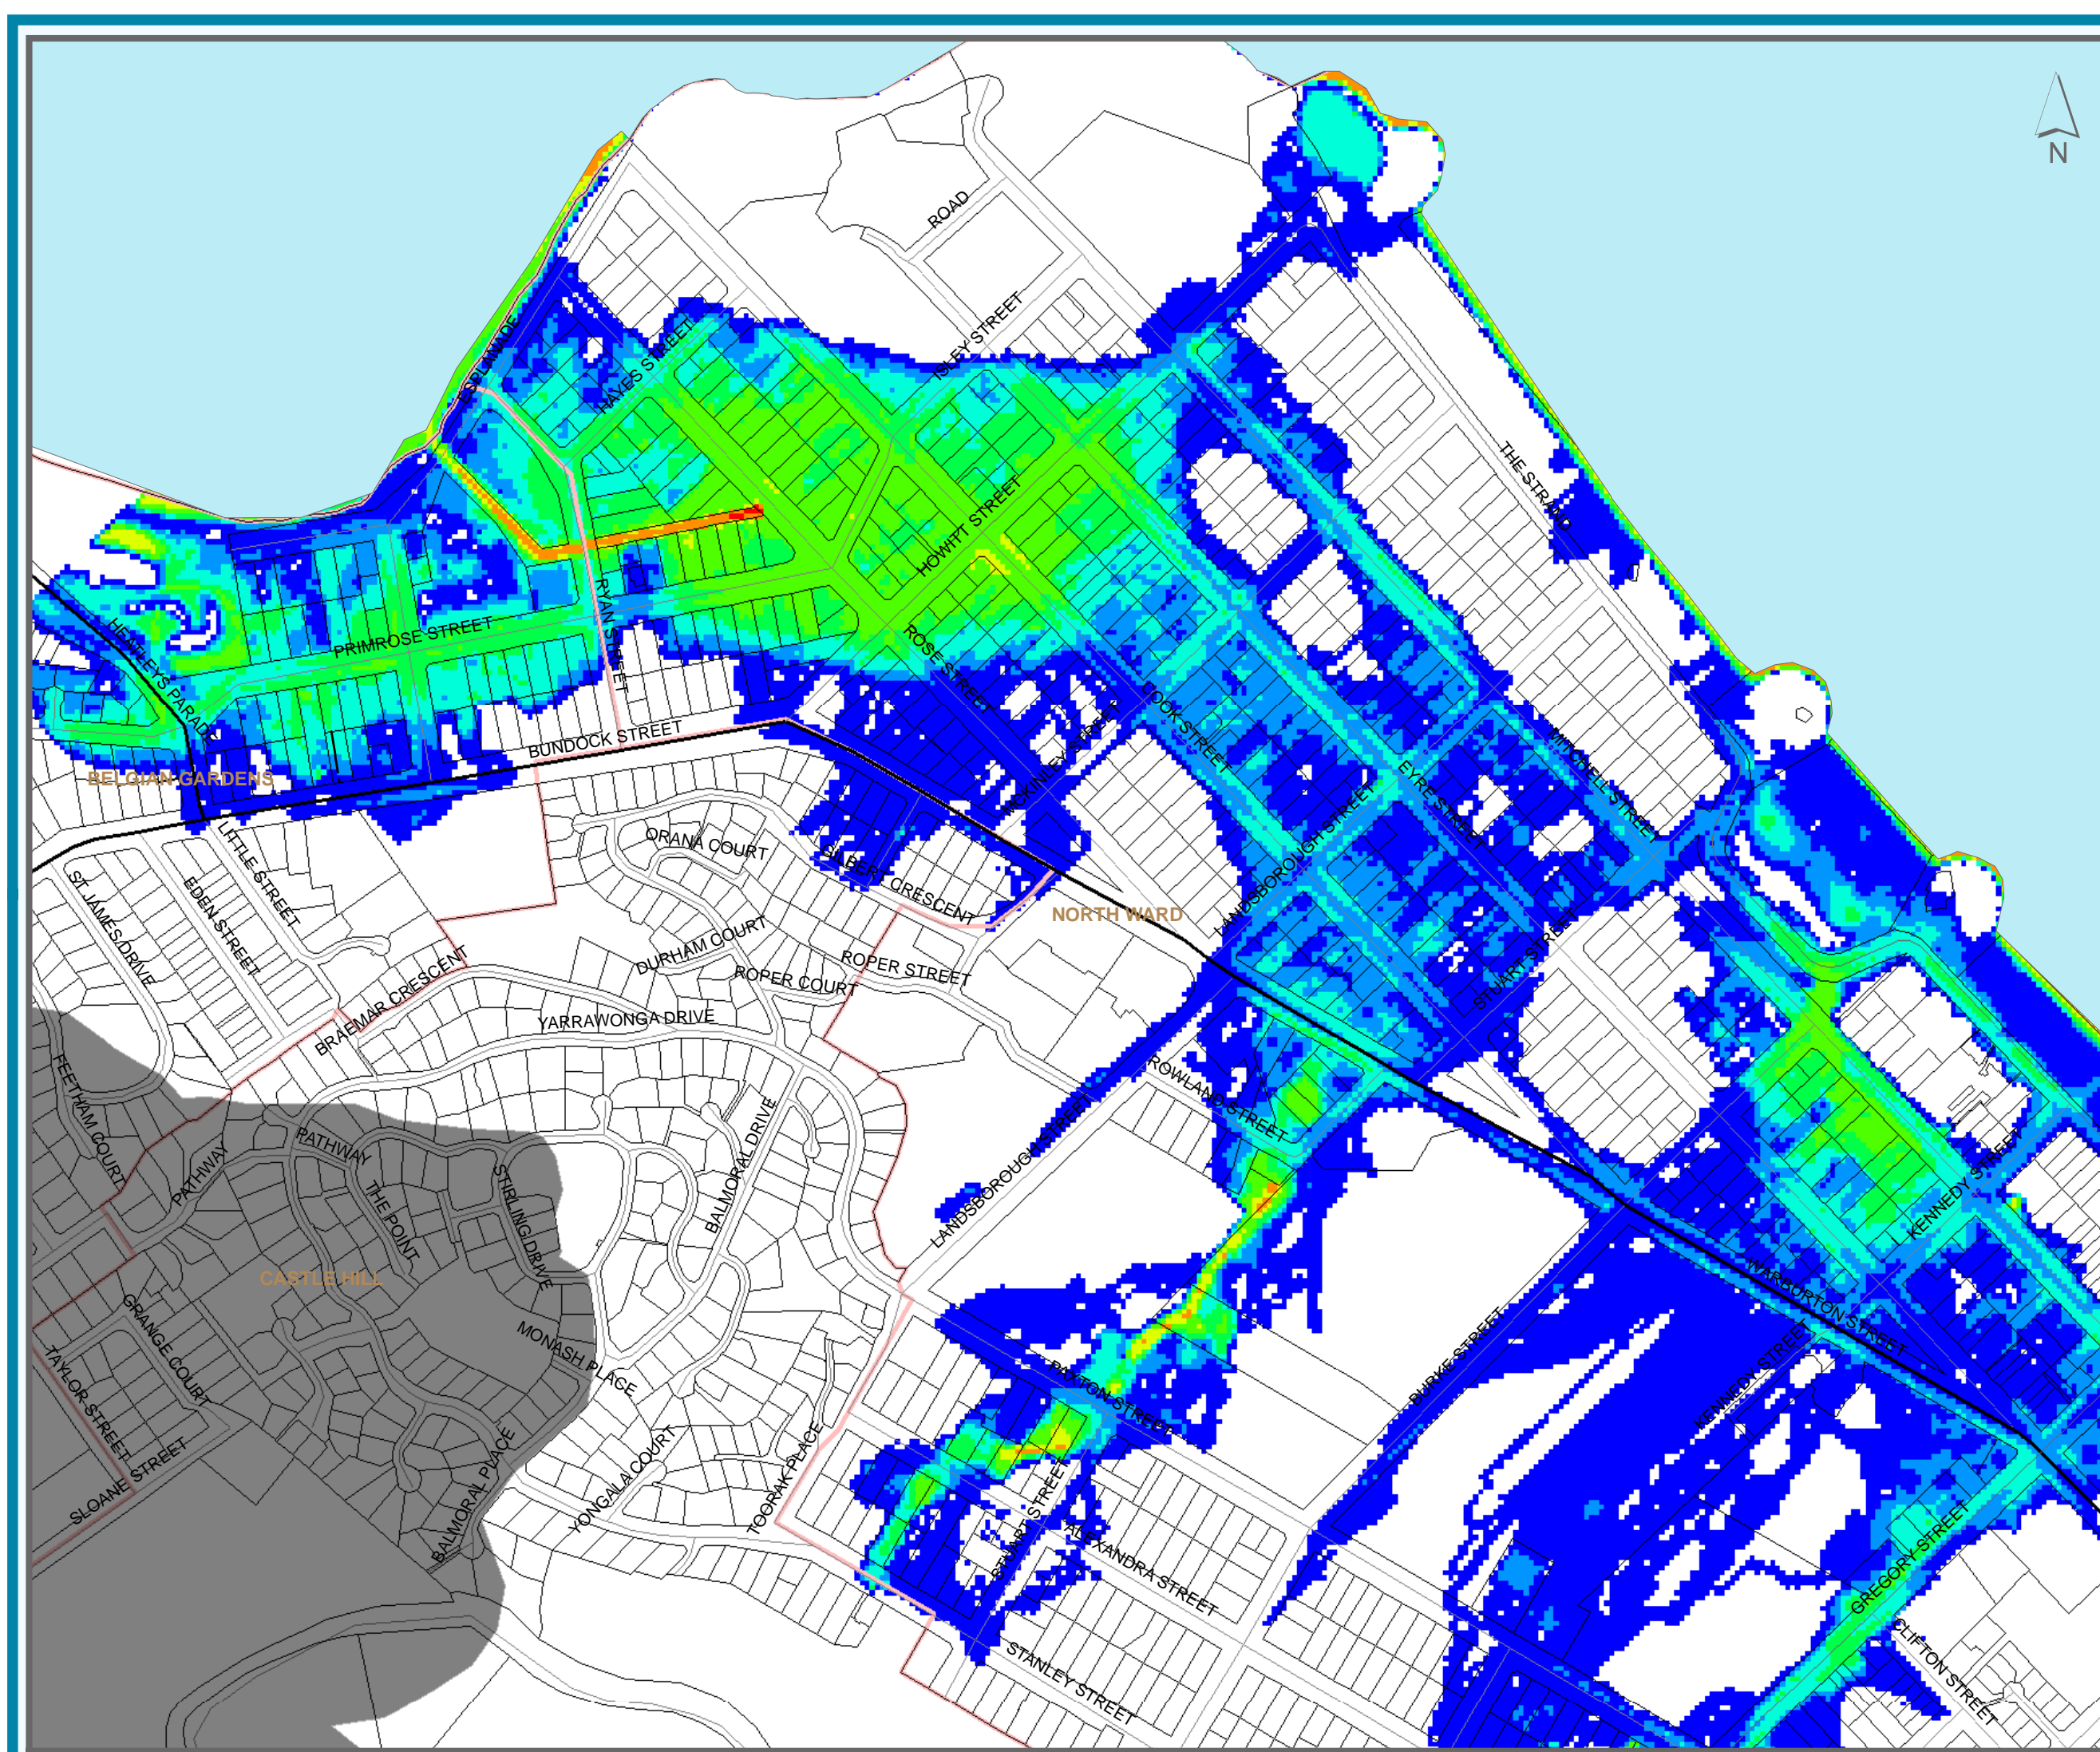 N
ROAD
ISLEY STREET
ESPLANADE
HAYES STREET
THE STRAND
HOWITT STREET
PRIMROSE STREET
RYAN STREET
HEATLEYS PARADE
ROSE STREET
COOK STREET
MCKINLEY STREET
BUNDOCK STREET
EYRE STREET
MITCHELL STREET
BELGIAN GARDENS
ORANA COURT
GILBERT CRESCENT
LITTLE STREET
EDEN STREET
ST JAMES DRIVE
LANDSBOROUGH STREET
NORTH WARD
STUART STREET
DURHAM COURT
ROPER COURT
ROPER STREET
BRAEMAR CRESCENT
YARRAWONGA DRIVE
FEETHAM COURT
ROWLAND STREET
PATHWAY
PATHWAY
THE POINT
STIRLING DRIVE
BALMORAL DRIVE
LANDSBOROUGH STREET
KENNEDY STREET
CASTLE HILL
WARBURTON STREET
GRANGE COURT
MONASH PLACE
TAYLOR STREET
PAXTON STREET
BURKE STREET
KENNEDY STREET
SLOANE STREET
BALMORAL PLACE
YONGALA COURT
TOORAK PLACE
STUART STREET
ALEXANDRA STREET
GREGORY STREET
CLIFTON STREET
STANLEY STREET